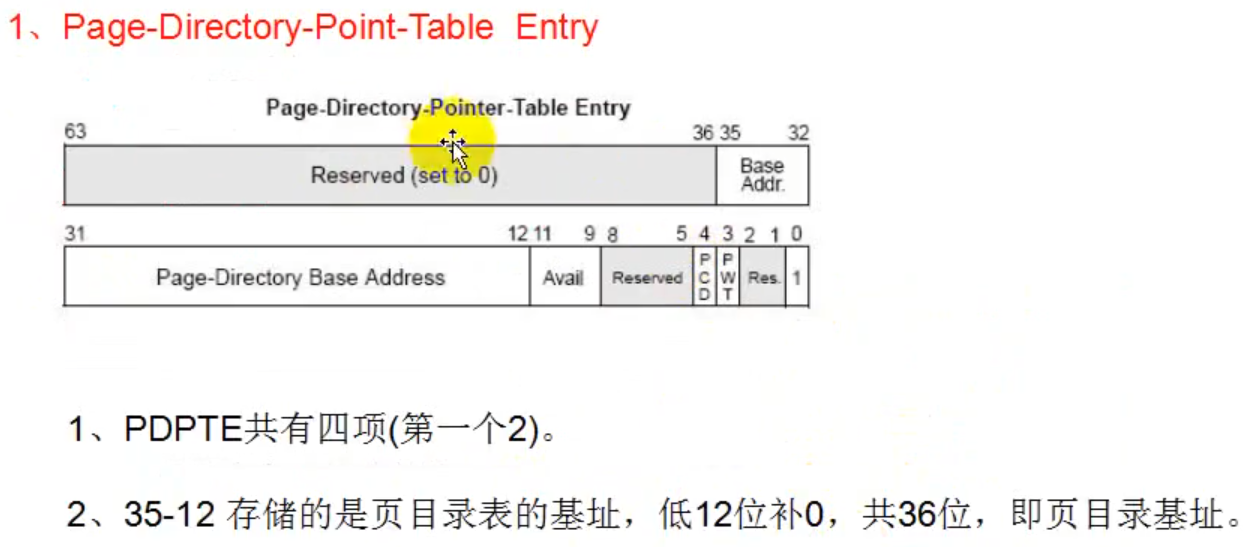 1、Page-Directory-Point-Table Entry
Page-Directory-Pointer-Table Entry
63 36 35 32
Reserved (set to 0) Base Addr.
31 12 11 9 8 5 4 3 2 1 0
Page-Directory Base Address Avail Reserved PCD PWT Res. 1
1、PDPTE共有四项(第一个2)。
2、35-12 存储的是页目录表的基址，低12位补0，共36位，即页目录基址。